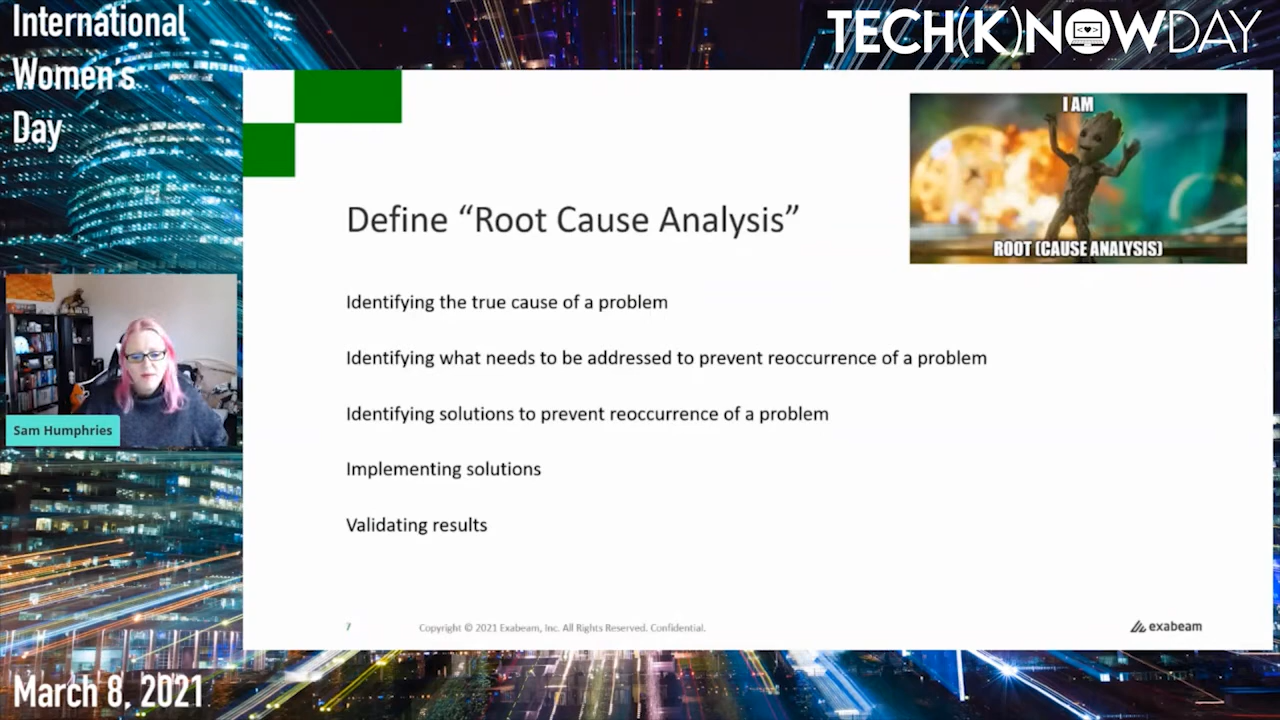 International
Women's
Day
TECH(K)NOWDAY
I AM
ROOT (CAUSE ANALYSIS)
Define “Root Cause Analysis”
Identifying the true cause of a problem
Identifying what needs to be addressed to prevent reoccurrence of a problem
Identifying solutions to prevent reoccurrence of a problem
Implementing solutions
Validating results
Sam Humphries
7
Copyright © 2021 Exabeam, Inc. All Rights Reserved. Confidential.
exabeam
March 8, 2021